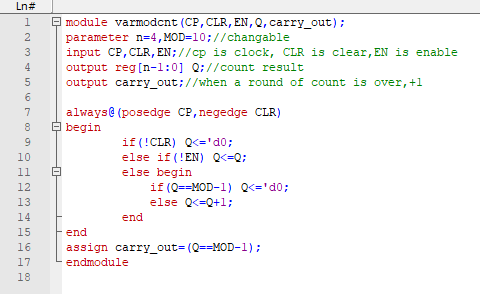 Ln#
1 module varmodcnt(CP,CLR,EN,Q,carry_out);
2 parameter n=4,MOD=10;//changable
3 input CP,CLR,EN;//cp is clock, CLR is clear,EN is enable
4 output reg[n-1:0] Q;//count result
5 output carry_out;//when a round of count is over,+1
6
7 always@(posedge CP,negedge CLR)
8 begin
9 if(!CLR) Q<='d0;
10 else if(!EN) Q<=Q;
11 else begin
12 if(Q==MOD-1) Q<='d0;
13 else Q<=Q+1;
14 end
15 end
16 assign carry_out=(Q==MOD-1);
17 endmodule
18